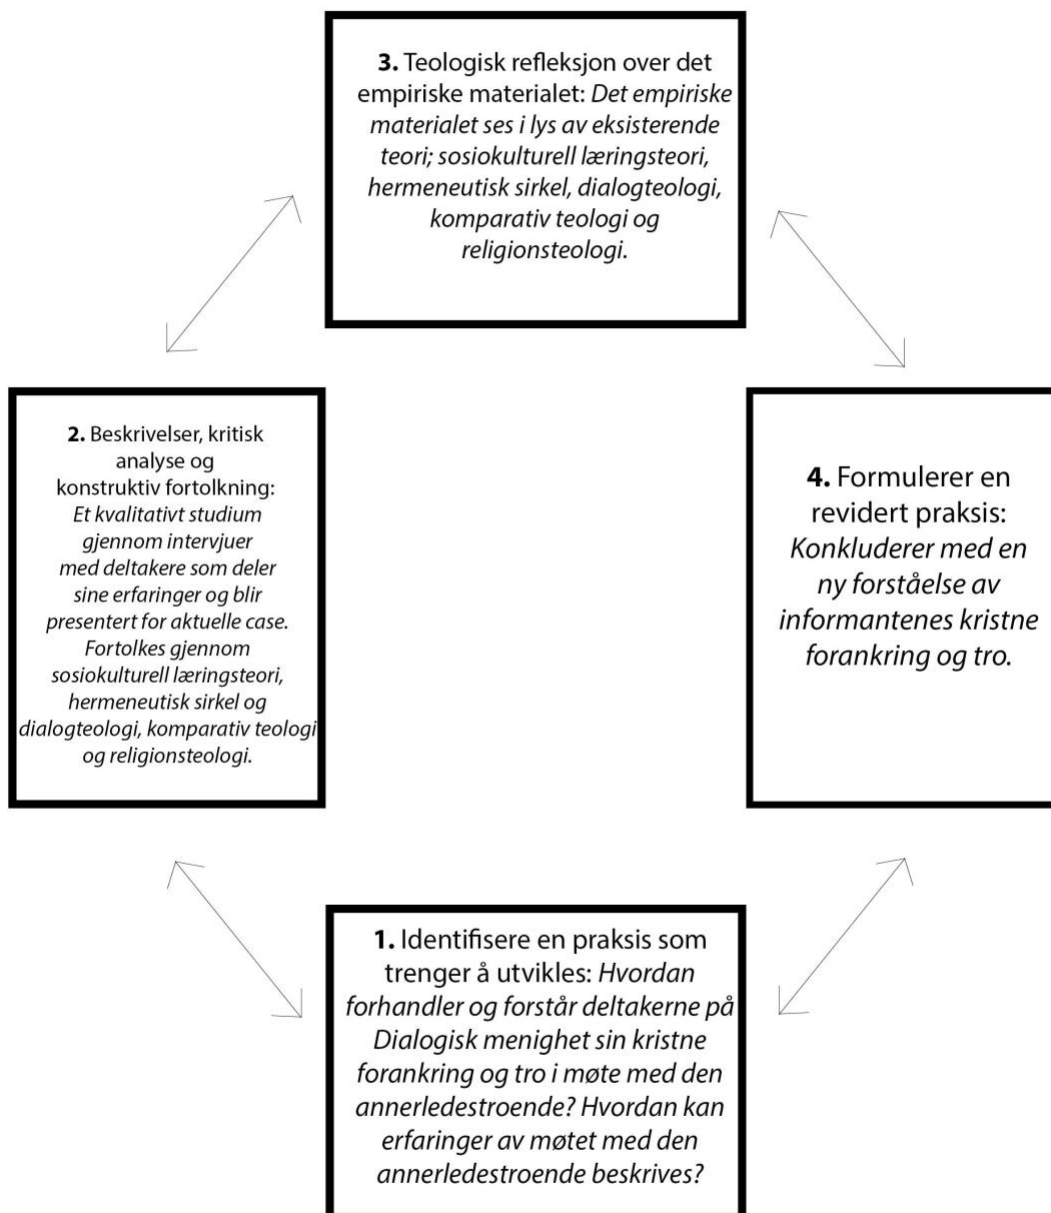 3. Teologisk refleksjon over det
empiriske materialet: Det empiriske
materialet ses i lys av eksisterende
teori; sosiokulturell læringsteori,
hermeneutisk sirkel, dialogteologi,
komparativ teologi og
religionsteologi.
2. Beskrivelser, kritisk
analyse og
konstruktiv fortolkning:
Et kvalitativt studium
gjennom intervjuer
med deltakere som deler
sine erfaringer og blir
presentert for aktuelle case.
Fortolkes gjennom
sosiokulturell læringsteori,
hermeneutisk sirkel og
dialogteologi, komparativ teologi
og religionsteologi.
4. Formulerer en
revidert praksis:
Konkluderer med en
ny forståelse av
informantenes kristne
forankring og tro.
1. Identifisere en praksis som
trenger å utvikles: Hvordan
forhandler og forstår deltakerne på
Dialogisk menighet sin kristne
forankring og tro i møte med den
annerledestroende? Hvordan kan
erfaringer av møtet med den
annerledestroende beskrives?